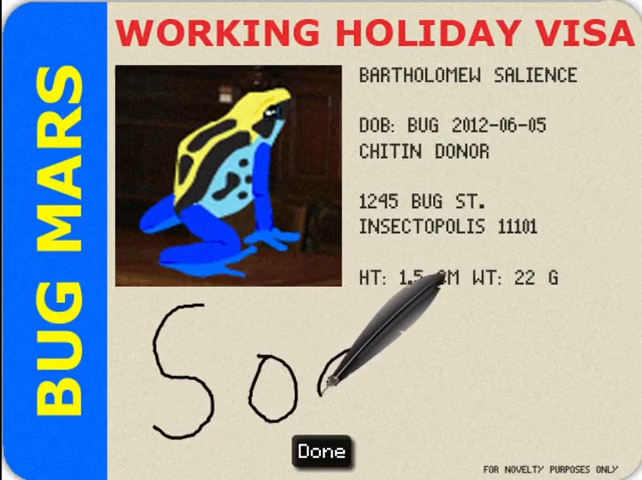 WORKING HOLIDAY VISA
BUG MARS
BARTHOLOMEW SALIENCE
DOB: BUG 2012-06-05
CHITIN DONOR
1245 BUG ST.
INSECTOPOLIS 11101
HT: 1.5 CM WT: 22 G
So
Done
FOR NOVELTY PURPOSES ONLY